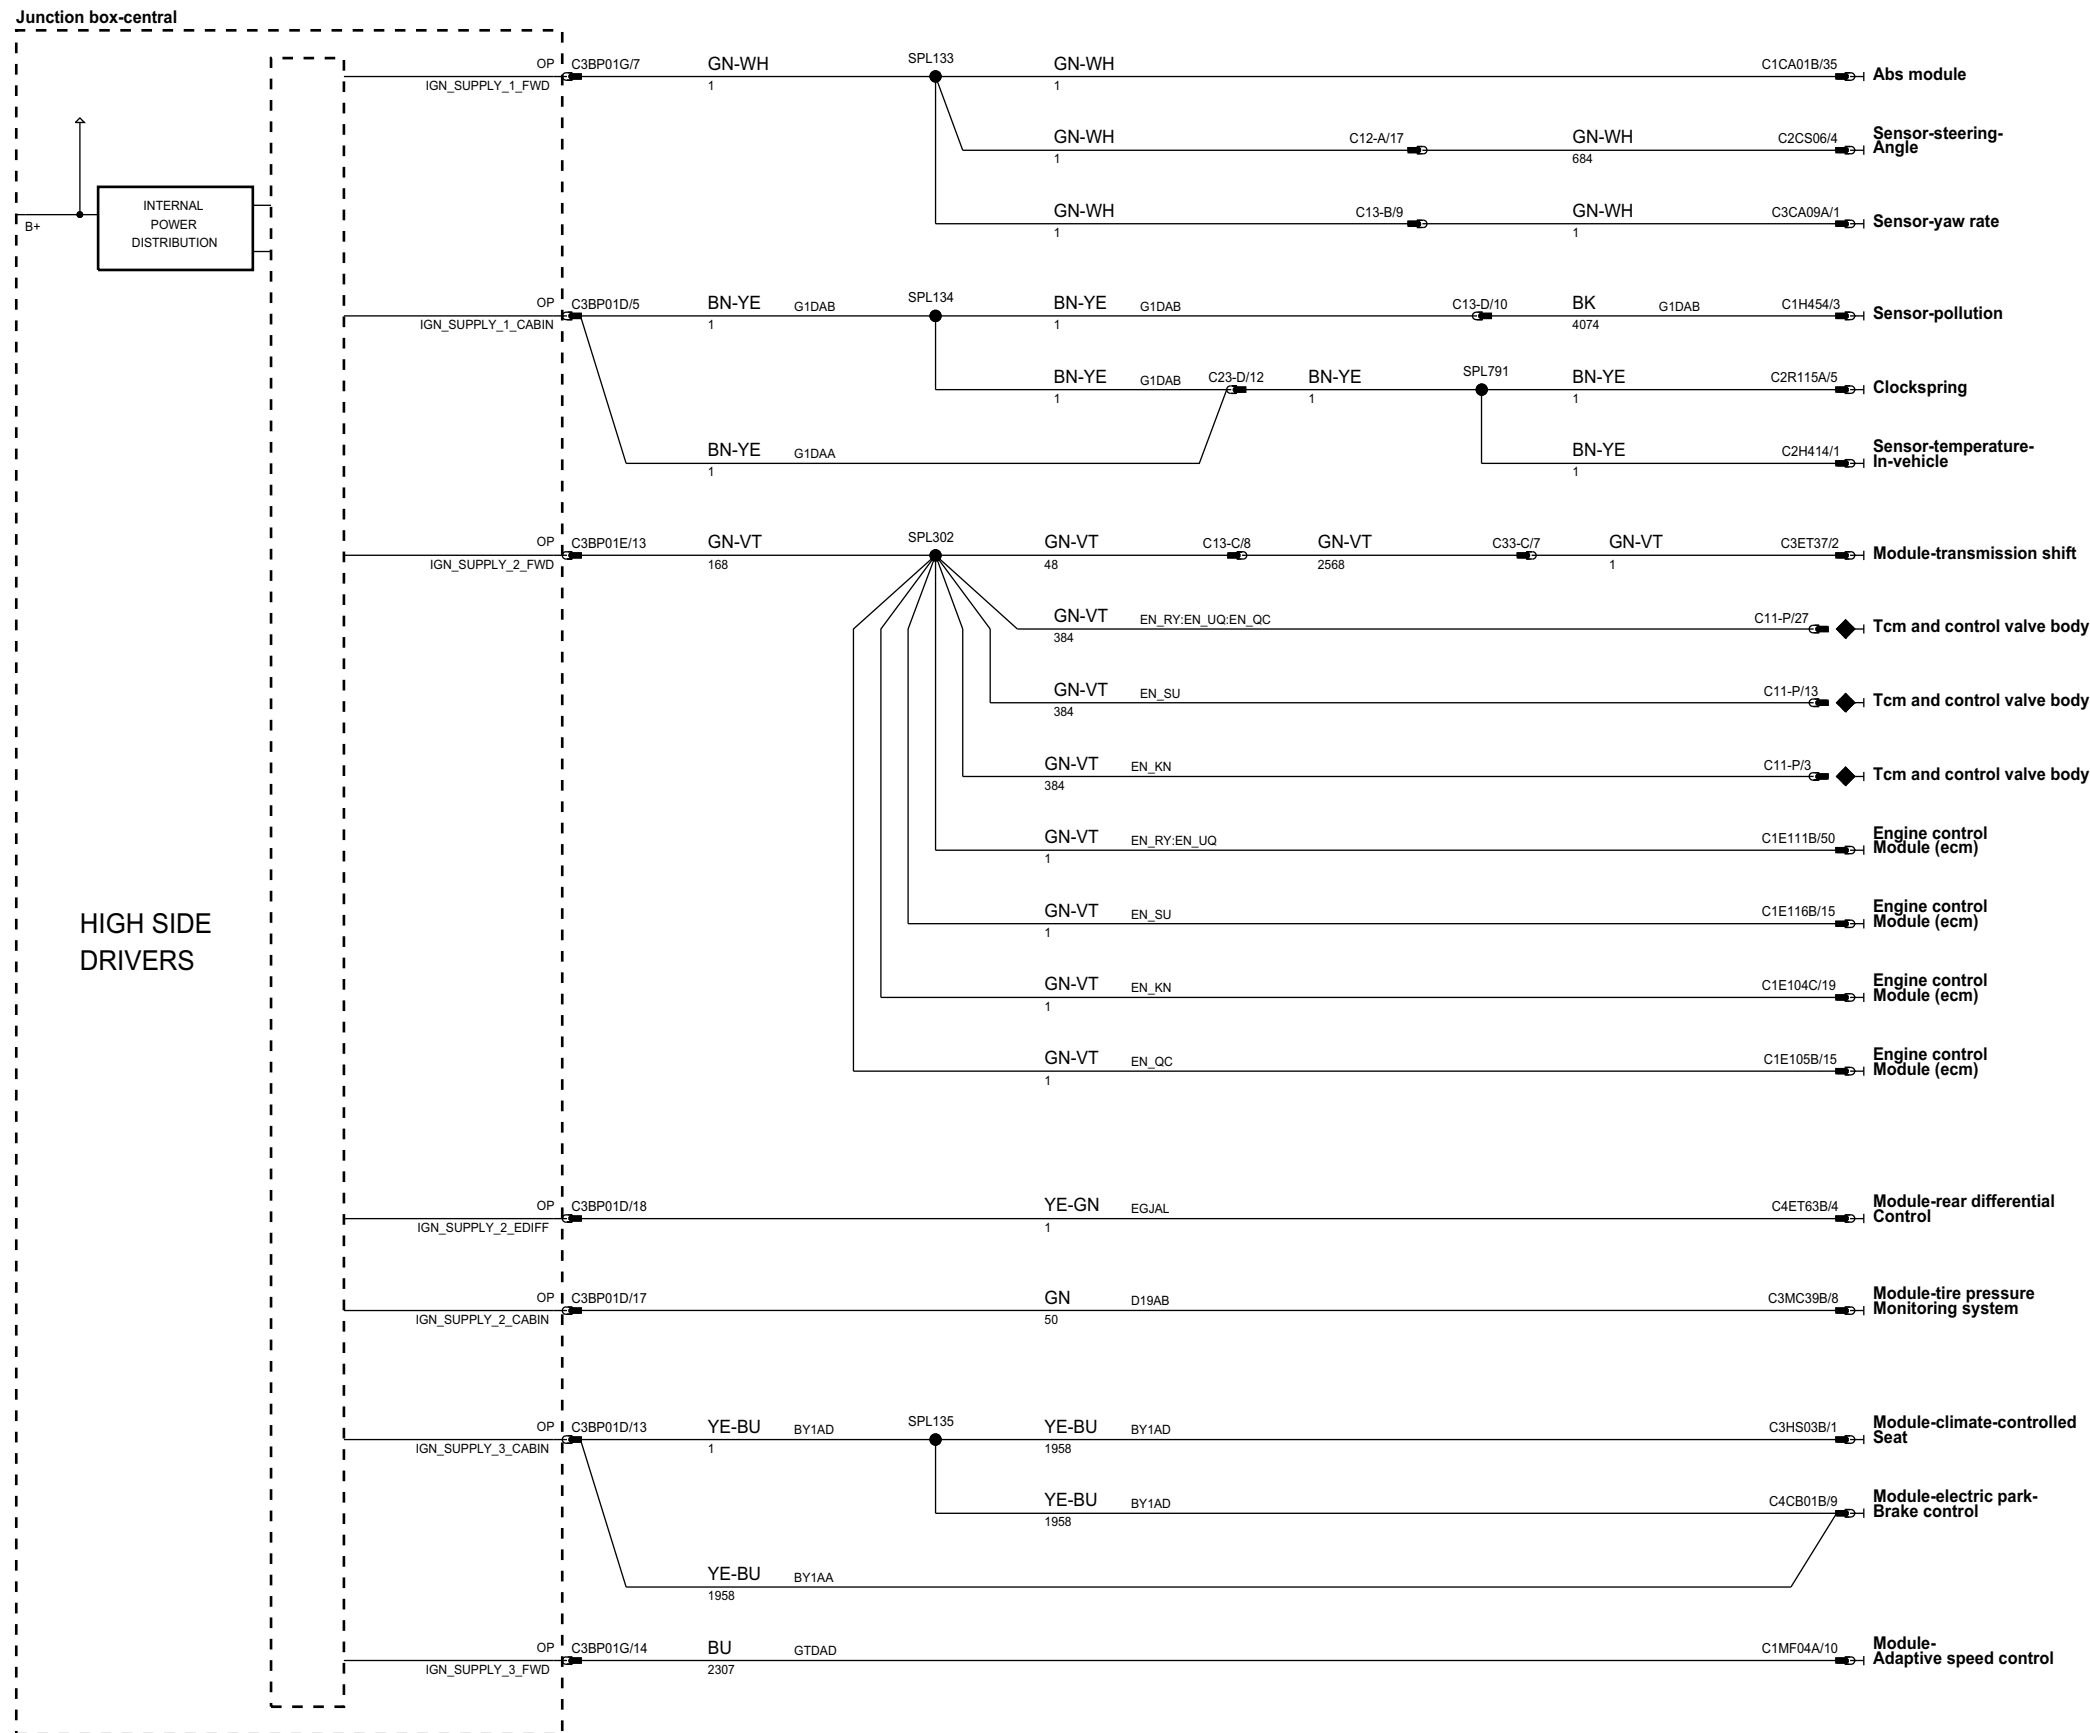 Junction box-central
OP C3BP01G/7 GN-WH SPL133 GN-WH C1CA01B/35 Abs module
IGN_SUPPLY_1_FWD 1 1
GN-WH C12-A/17 GN-WH C2CS06/4 Sensor-steering-
Angle
1 684
INTERNAL
POWER
DISTRIBUTION
B+
GN-WH C13-B/9 GN-WH C3CA09A/1 Sensor-yaw rate
1 1
OP C3BP01D/5 BN-YE G1DAB SPL134 BN-YE G1DAB C13-D/10 BK G1DAB C1H454/3 Sensor-pollution
IGN_SUPPLY_1_CABIN 1 1 4074
BN-YE G1DAB C23-D/12 BN-YE SPL791 BN-YE C2R115A/5 Clockspring
1 1 1
BN-YE G1DAA BN-YE C2H414/1 Sensor-temperature-
In-vehicle
1 1
OP C3BP01E/13 GN-VT SPL302 GN-VT C13-C/8 GN-VT C33-C/7 GN-VT C3ET37/2 Module-transmission shift
IGN_SUPPLY_2_FWD 168 48 2568 1
GN-VT EN_RY:EN_UQ:EN_QC C11-P/27 Tcm and control valve body
384
GN-VT EN_SU C11-P/13 Tcm and control valve body
384
GN-VT EN_KN C11-P/3 Tcm and control valve body
384
GN-VT EN_RY:EN_UQ C1E111B/50 Engine control
Module (ecm)
1
HIGH SIDE
DRIVERS
GN-VT EN_SU C1E116B/15 Engine control
Module (ecm)
1
GN-VT EN_KN C1E104C/19 Engine control
Module (ecm)
1
GN-VT EN_QC C1E105B/15 Engine control
Module (ecm)
1
OP C3BP01D/18 YE-GN EGJAL C4ET63B/4 Module-rear differential
Control
IGN_SUPPLY_2_EDIFF 1
OP C3BP01D/17 GN D19AB C3MC39B/8 Module-tire pressure
Monitoring system
IGN_SUPPLY_2_CABIN 50
OP C3BP01D/13 YE-BU BY1AD SPL135 YE-BU BY1AD C3HS03B/1 Module-climate-controlled
Seat
IGN_SUPPLY_3_CABIN 1 1958
YE-BU BY1AD C4CB01B/9 Module-electric park-
Brake control
1958
YE-BU BY1AA
1958
OP C3BP01G/14 BU GTDAD C1MF04A/10 Module-
Adaptive speed control
IGN_SUPPLY_3_FWD 2307